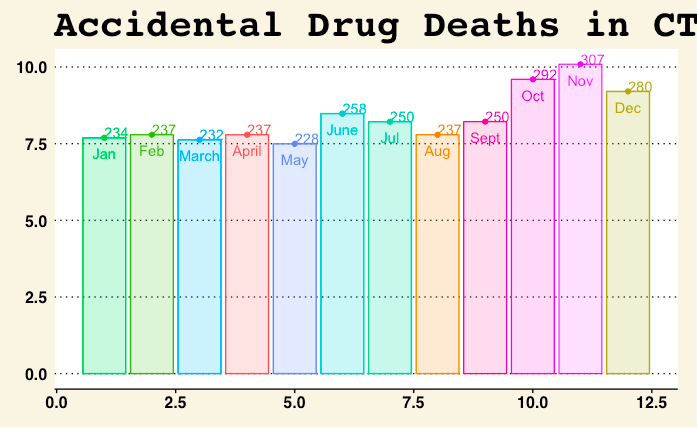 Accidental Drug Deaths in CT
10.0
7.5
5.0
2.5
0.0
234
237
232
237
228
258
250
237
250
292
307
280
Jan
Feb
March
April
May
June
Jul
Aug
Sept
Oct
Nov
Dec
0.0 2.5 5.0 7.5 10.0 12.5